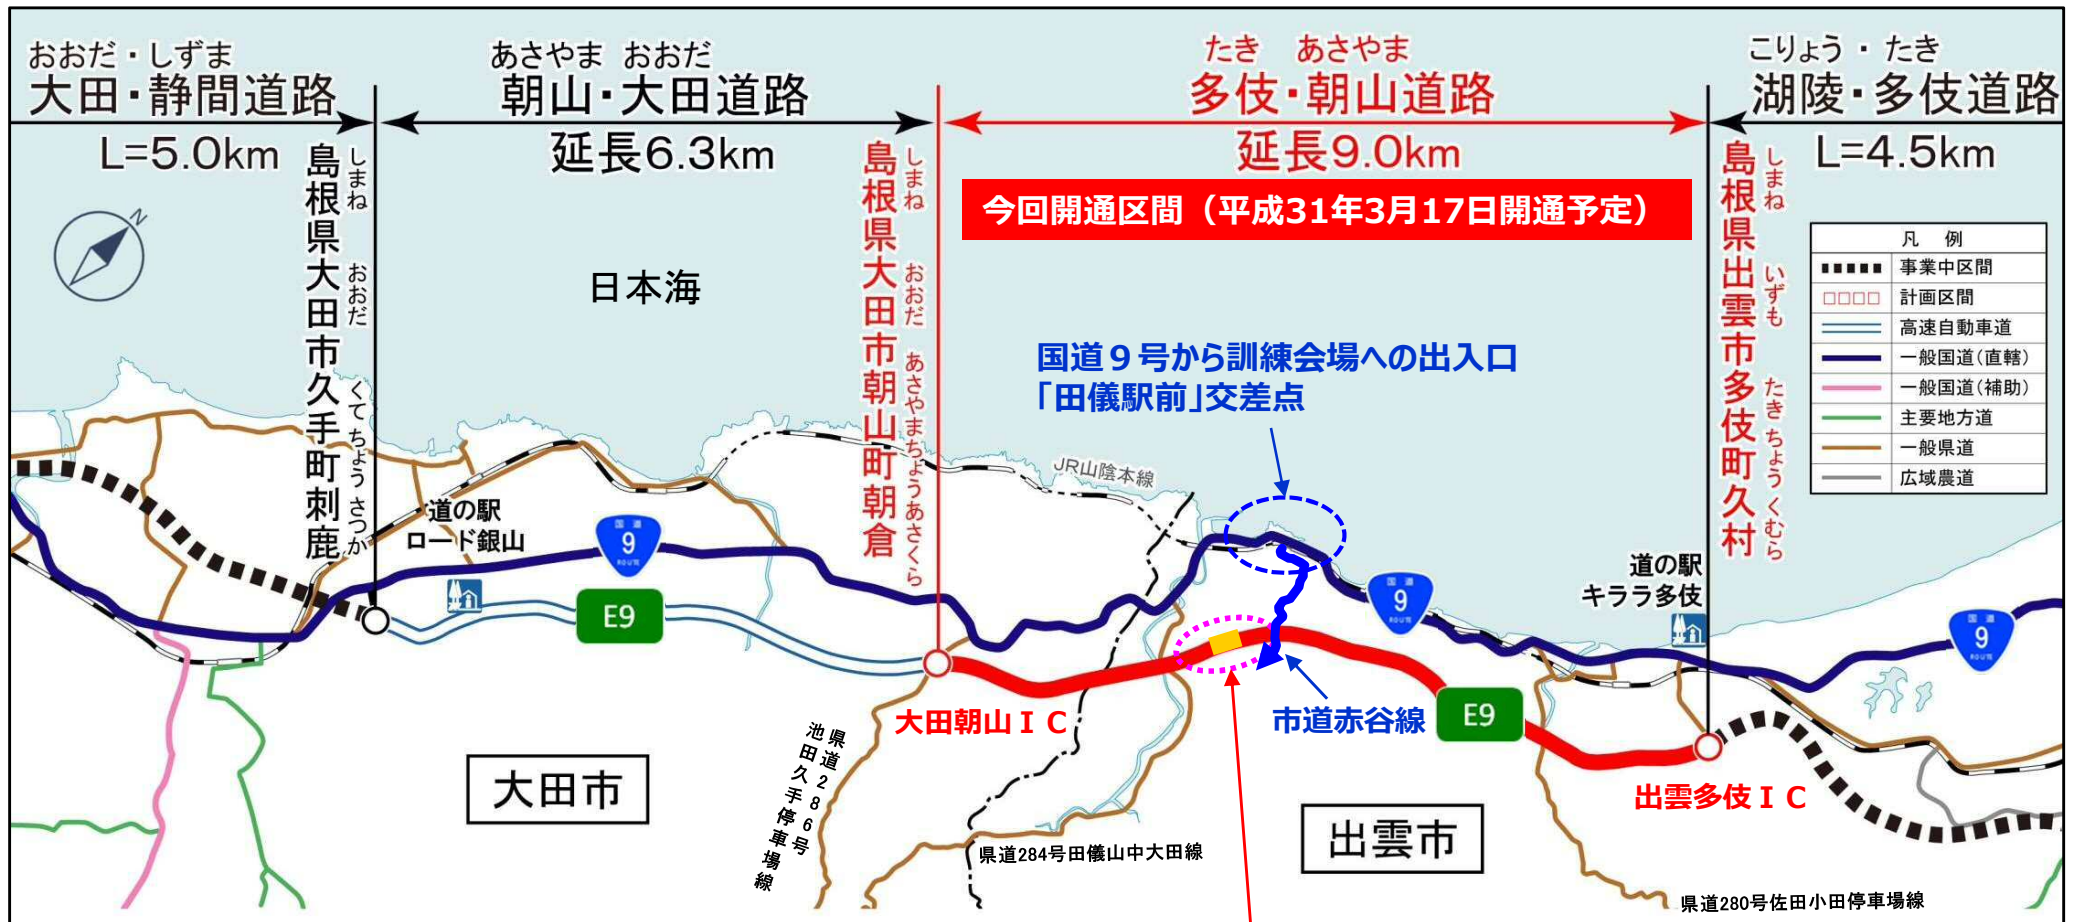 おおだ・しずま
大田・静間道路
L=5.0km
あさやま おおだ
朝山・大田道路
延長6.3km
たき あさやま
多伎・朝山道路
延長9.0km
こりょう・たき
湖陵・多伎道路
L=4.5km
今回開通区間（平成31年3月17日開通予定）
島根県大田市久手町刺鹿
しまね おおだ くてちょう さつか
島根県大田市朝山町朝倉
しまね おおだ あさやまちょうあさくら
島根県出雲市多伎町久村
しまね いずも たきちょうくむら
N
日本海
凡 例
事業中区間
計画区間
高速自動車道
一般国道(直轄)
一般国道(補助)
主要地方道
一般県道
広域農道
国道９号から訓練会場への出入口
「田儀駅前」交差点
JR山陰本線
道の駅
ロード銀山
国道
9
ROUTE
E9
国道
9
ROUTE
道の駅
キララ多伎
国道
9
ROUTE
大田朝山ＩＣ
市道赤谷線
E9
出雲多伎ＩＣ
大田市
出雲市
県道286号
池田久手停車場線
県道284号田儀山中大田線
県道280号佐田小田停車場線